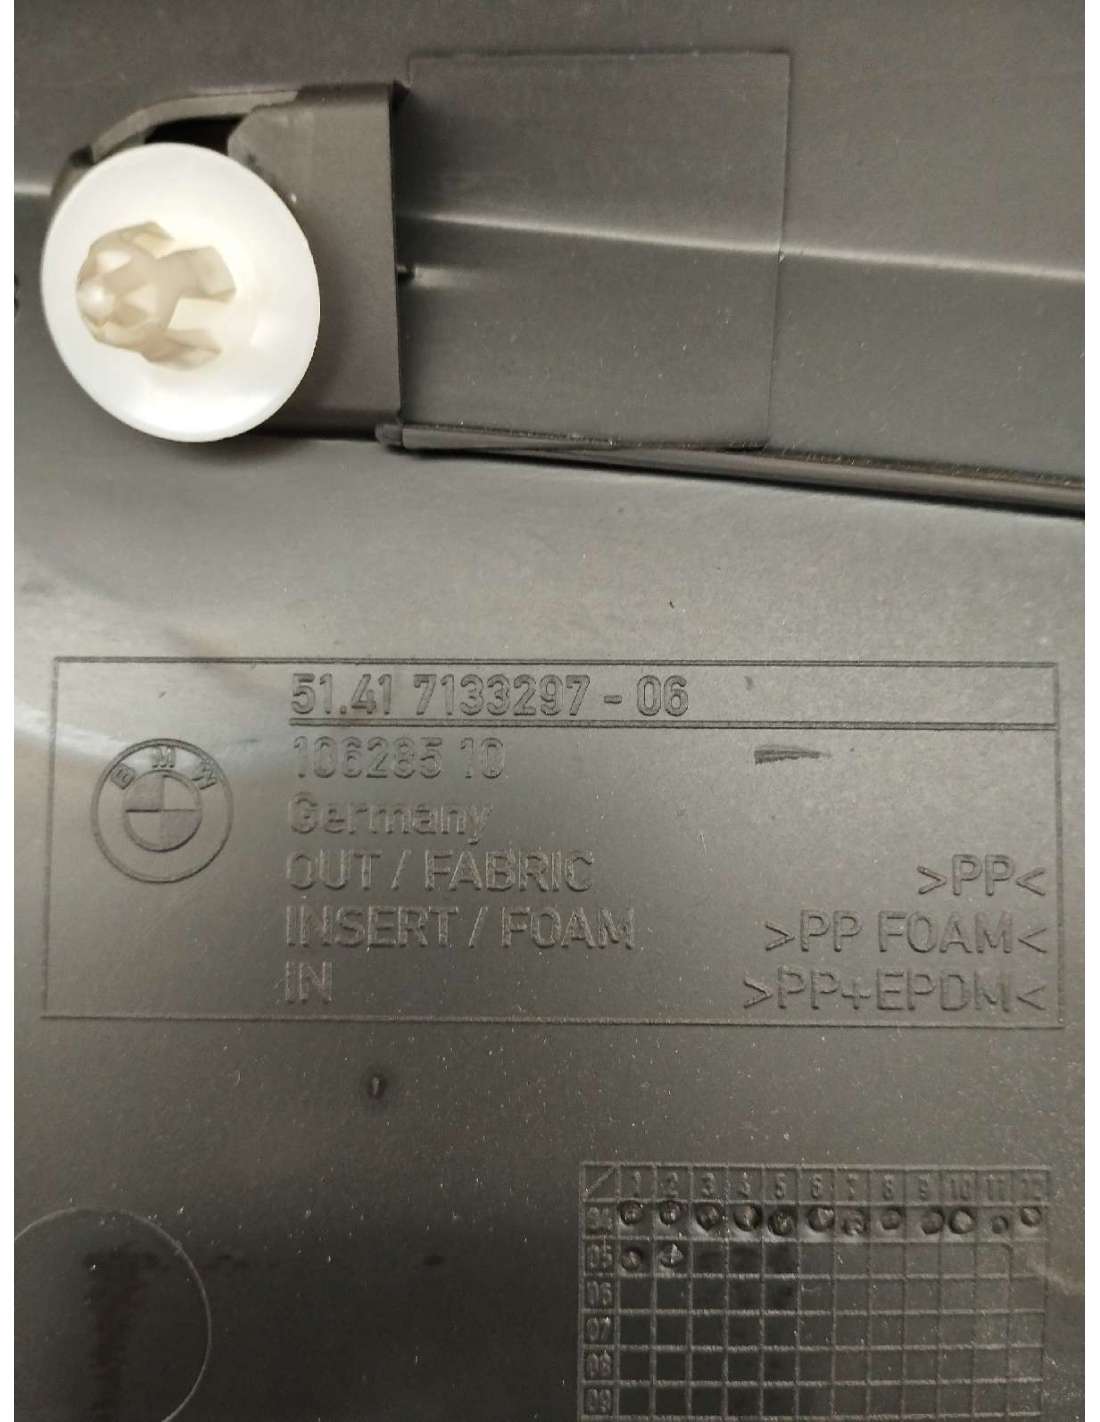 51.41 7133297 - 06
106285 10
BMW
Germany
OUT / FABRIC >PP<
INSERT / FOAM >PP FOAM<
IN >PP+EPDM<
1 2 3 4 5 6 7 8 9 10 11 12
04
05
06
07
08
09